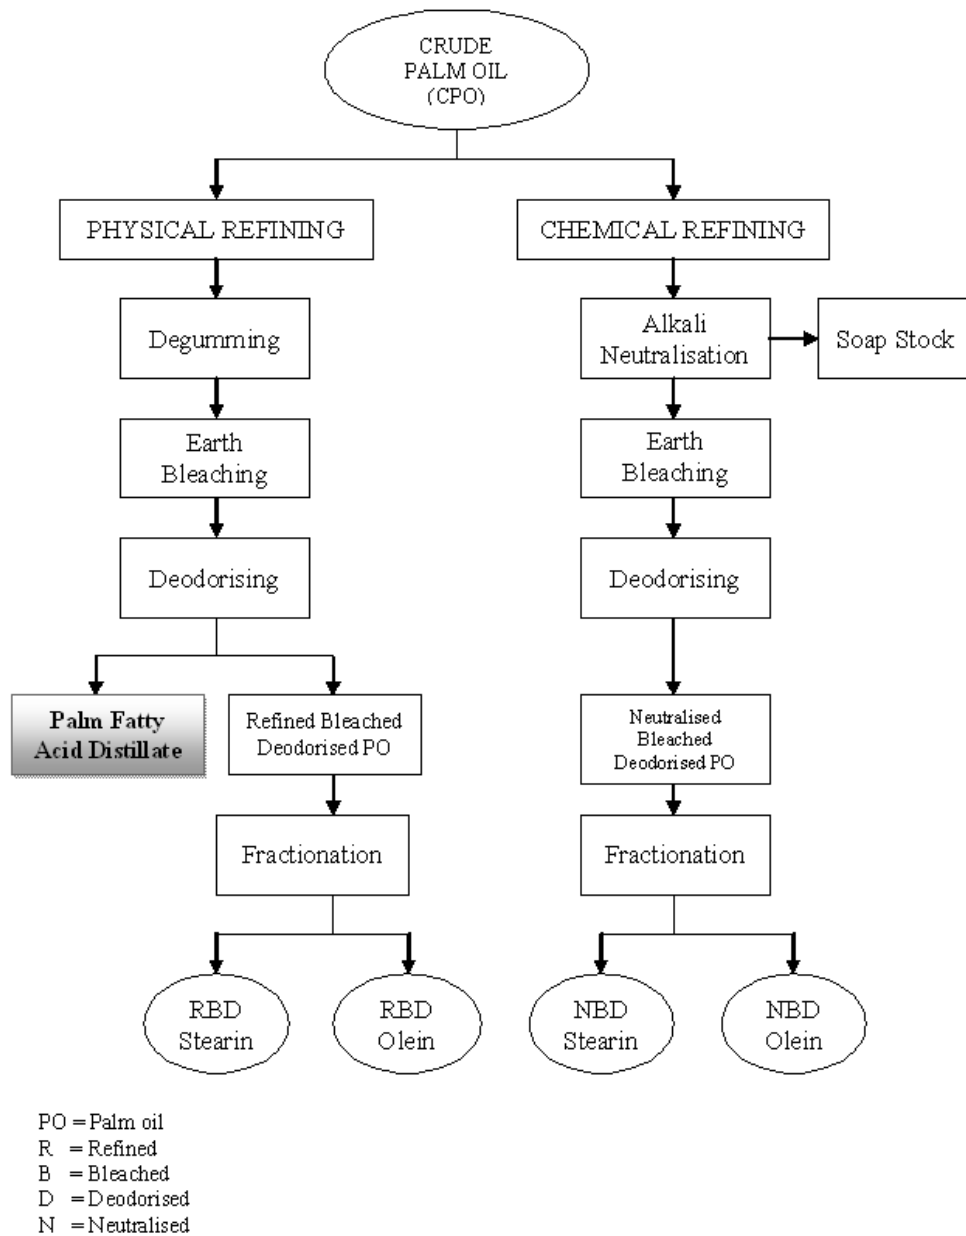 CRUDE
PALM OIL
(CPO)
PHYSICAL REFINING
CHEMICAL REFINING
Degumming
Alkali
Neutralisation
Soap Stock
Earth
Bleaching
Earth
Bleaching
Deodorising
Deodorising
Palm Fatty
Acid Distillate
Refined Bleached
Deodorised PO
Neutralised
Bleached
Deodorised PO
Fractionation
Fractionation
RBD
Stearin
RBD
Olein
NBD
Stearin
NBD
Olein
PO = Palm oil
R = Refined
B = Bleached
D = Deodorised
N = Neutralised